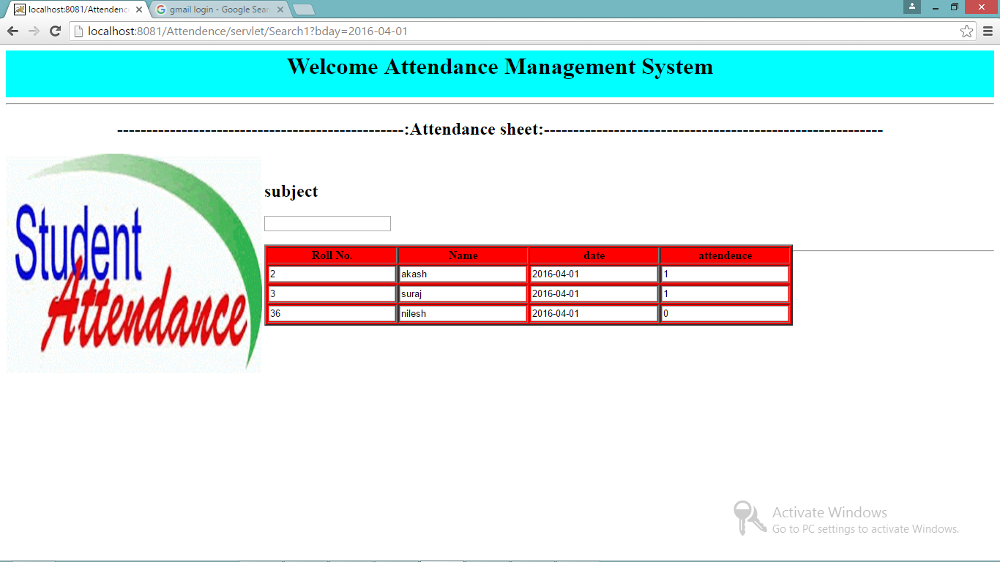 localhost:8081/Attendenc
gmail login - Google Sear
localhost:8081/Attendence/servlet/Search1?bday=2016-04-01
Welcome Attendance Management System
-------------------------------------------------:Attendance sheet:----------------------------------------------------------
Student
Attendance
subject
Roll No. Name date attendence
2 akash 2016-04-01 1
3 suraj 2016-04-01 1
36 nilesh 2016-04-01 0
Activate Windows
Go to PC settings to activate Windows.